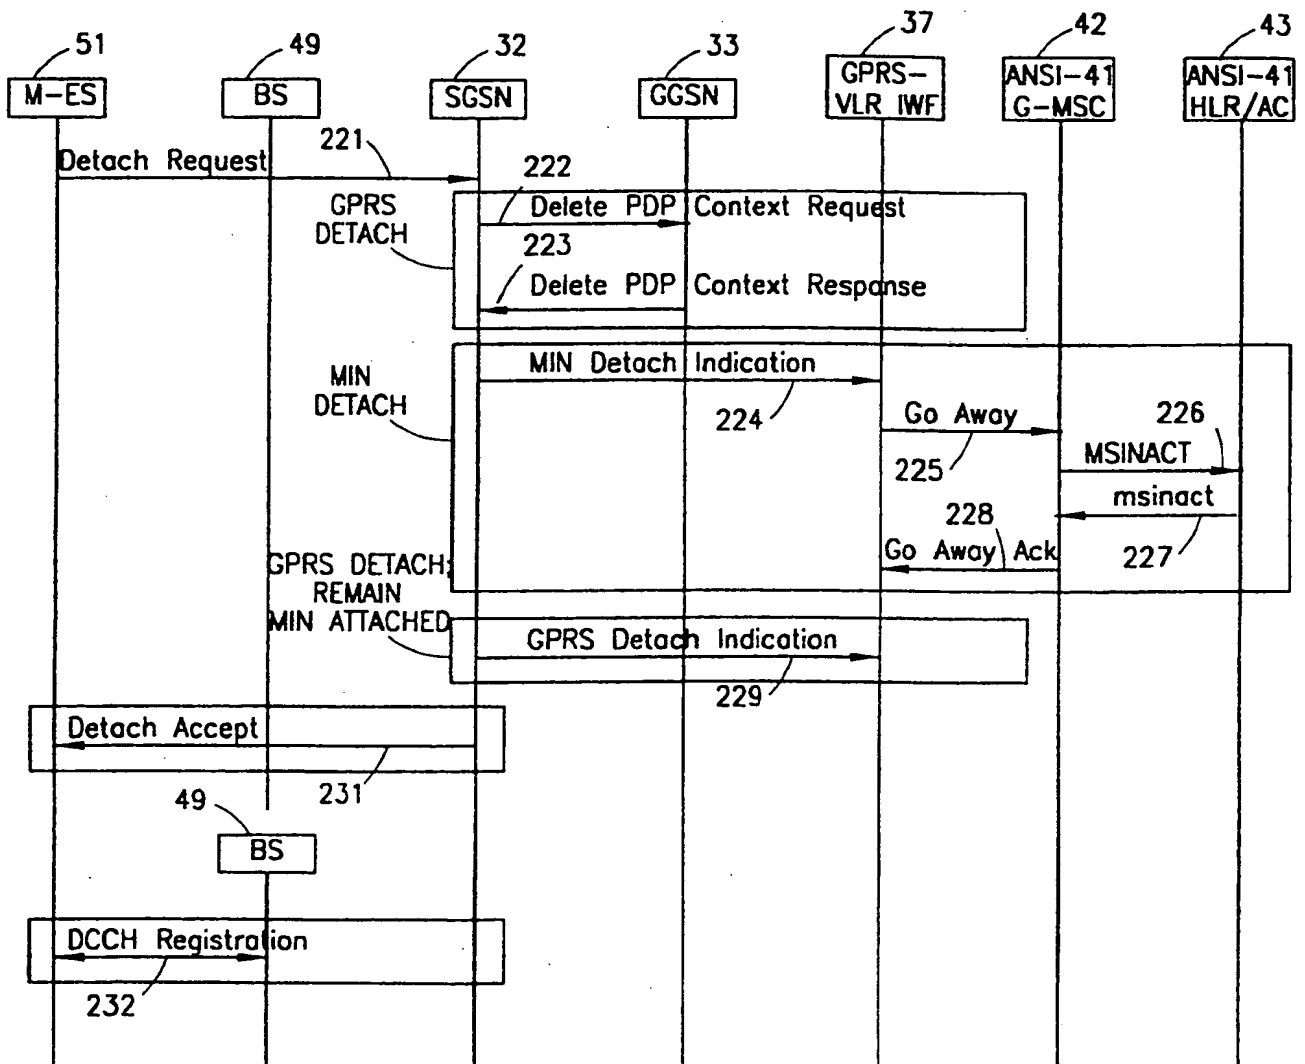 51
49
32
33
37
42
43
M-ES
BS
SGSN
GGSN
GPRS-
VLR IWF
ANSI-41
G-MSC
ANSI-41
HLR/AC
Detach Request
221
GPRS
DETACH
222
Delete PDP Context Request
223
Delete PDP Context Response
MIN
DETACH
MIN Detach Indication
224
Go Away
225
226
MSINACT
msinact
227
228
Go Away Ack
GPRS DETACH;
REMAIN
MIN ATTACHED
GPRS Detach Indication
229
Detach Accept
231
49
BS
DCCH Registration
232